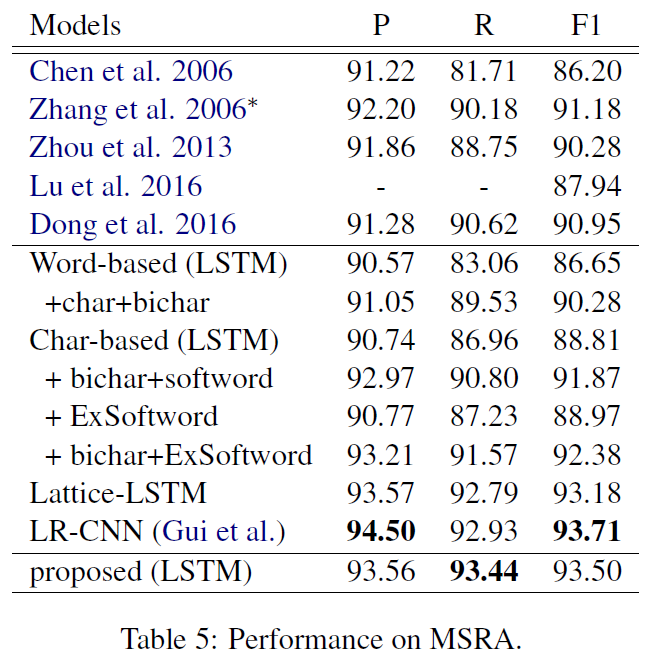 Models P R F1
Chen et al. 2006 91.22 81.71 86.20
Zhang et al. 2006* 92.20 90.18 91.18
Zhou et al. 2013 91.86 88.75 90.28
Lu et al. 2016 - - 87.94
Dong et al. 2016 91.28 90.62 90.95
Word-based (LSTM) 90.57 83.06 86.65
+char+bichar 91.05 89.53 90.28
Char-based (LSTM) 90.74 86.96 88.81
+ bichar+softword 92.97 90.80 91.87
+ ExSoftword 90.77 87.23 88.97
+ bichar+ExSoftword 93.21 91.57 92.38
Lattice-LSTM 93.57 92.79 93.18
LR-CNN (Gui et al.) 94.50 92.93 93.71
proposed (LSTM) 93.56 93.44 93.50
Table 5: Performance on MSRA.